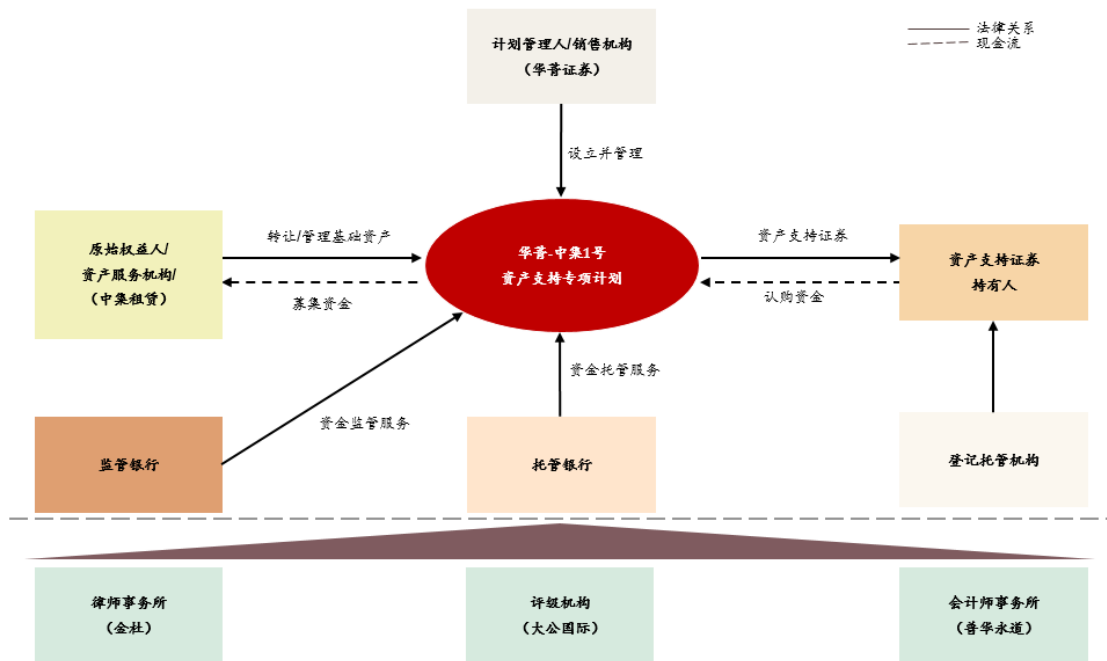 法律关系
现金流
计划管理人/销售机构
（华菁证券）
设立并管理
原始权益人/
资产服务机构/
（中集租赁）
转让/管理基础资产
募集资金
华菁-中集1号
资产支持专项计划
资产支持证券
认购资金
资产支持证券
持有人
资金托管服务
资金监管服务
监管银行
托管银行
登记托管机构
律师事务所
（金杜）
评级机构
（大公国际）
会计师事务所
（普华永道）